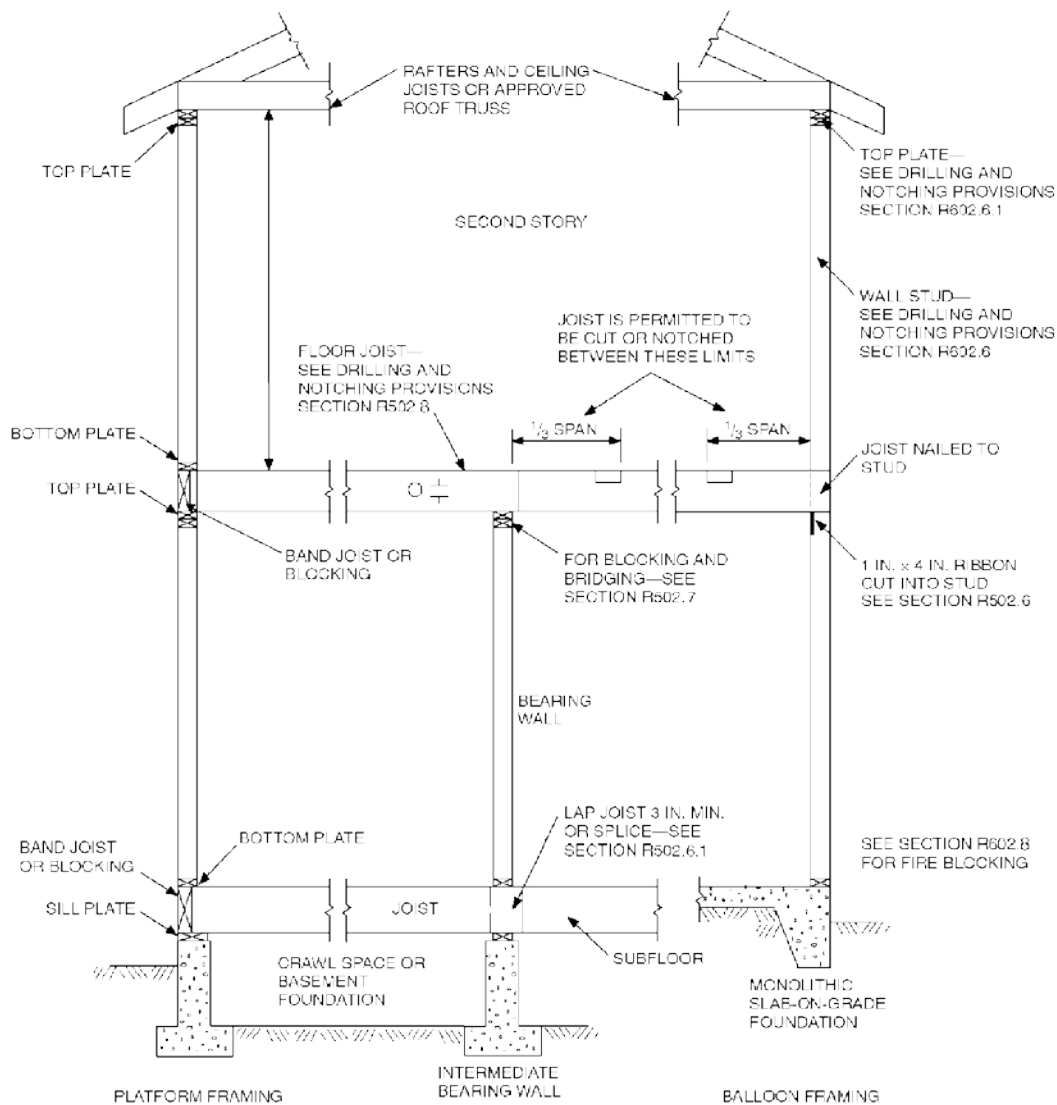 RAFTERS AND CEILING
JOISTS OR APPROVED
ROOF TRUSS
TOP PLATE
TOP PLATE—
SEE DRILLING AND
NOTCHING PROVISIONS
SECTION R602.6.1
SECOND STORY
WALL STUD—
SEE DRILLING AND
NOTCHING PROVISIONS
SECTION R602.6
JOIST IS PERMITTED TO
BE CUT OR NOTCHED
BETWEEN THESE LIMITS
FLOOR JOIST—
SEE DRILLING AND
NOTCHING PROVISIONS
SECTION R502.8
1/3 SPAN
1/3 SPAN
BOTTOM PLATE
JOIST NAILED TO
STUD
TOP PLATE
BAND JOIST OR
BLOCKING
FOR BLOCKING AND
BRIDGING—SEE
SECTION R502.7
1 IN. × 4 IN. RIBBON
CUT INTO STUD
SEE SECTION R502.6
BEARING
WALL
LAP JOIST 3 IN. MIN.
OR SPLICE—SEE
SECTION R502.6.1
BOTTOM PLATE
BAND JOIST
OR BLOCKING
SEE SECTION R602.8
FOR FIRE BLOCKING
SILL PLATE
JOIST
SUBFLOOR
CRAWL SPACE OR
BASEMENT
FOUNDATION
MONOLITHIC
SLAB-ON-GRADE
FOUNDATION
INTERMEDIATE
BEARING WALL
PLATFORM FRAMING
BALLOON FRAMING